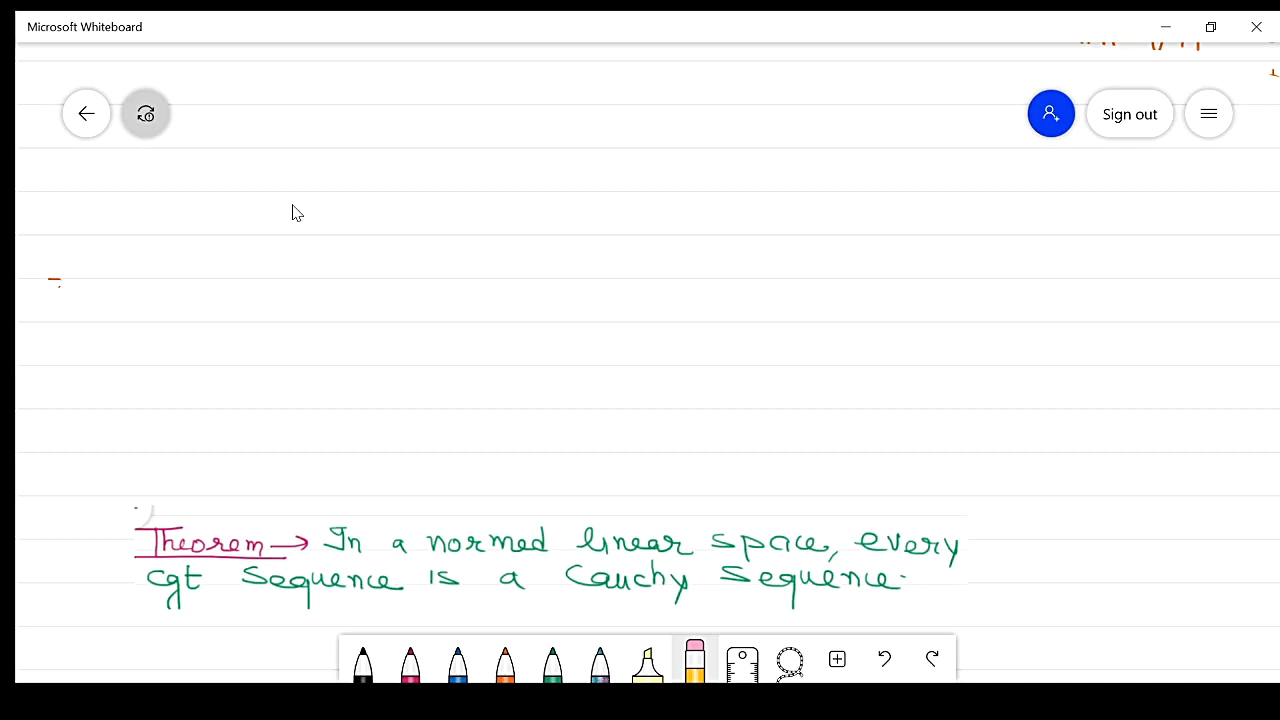 Microsoft Whiteboard
Sign out
Theorem → In a normed linear space, every
cgt Sequence is a Cauchy Sequence.